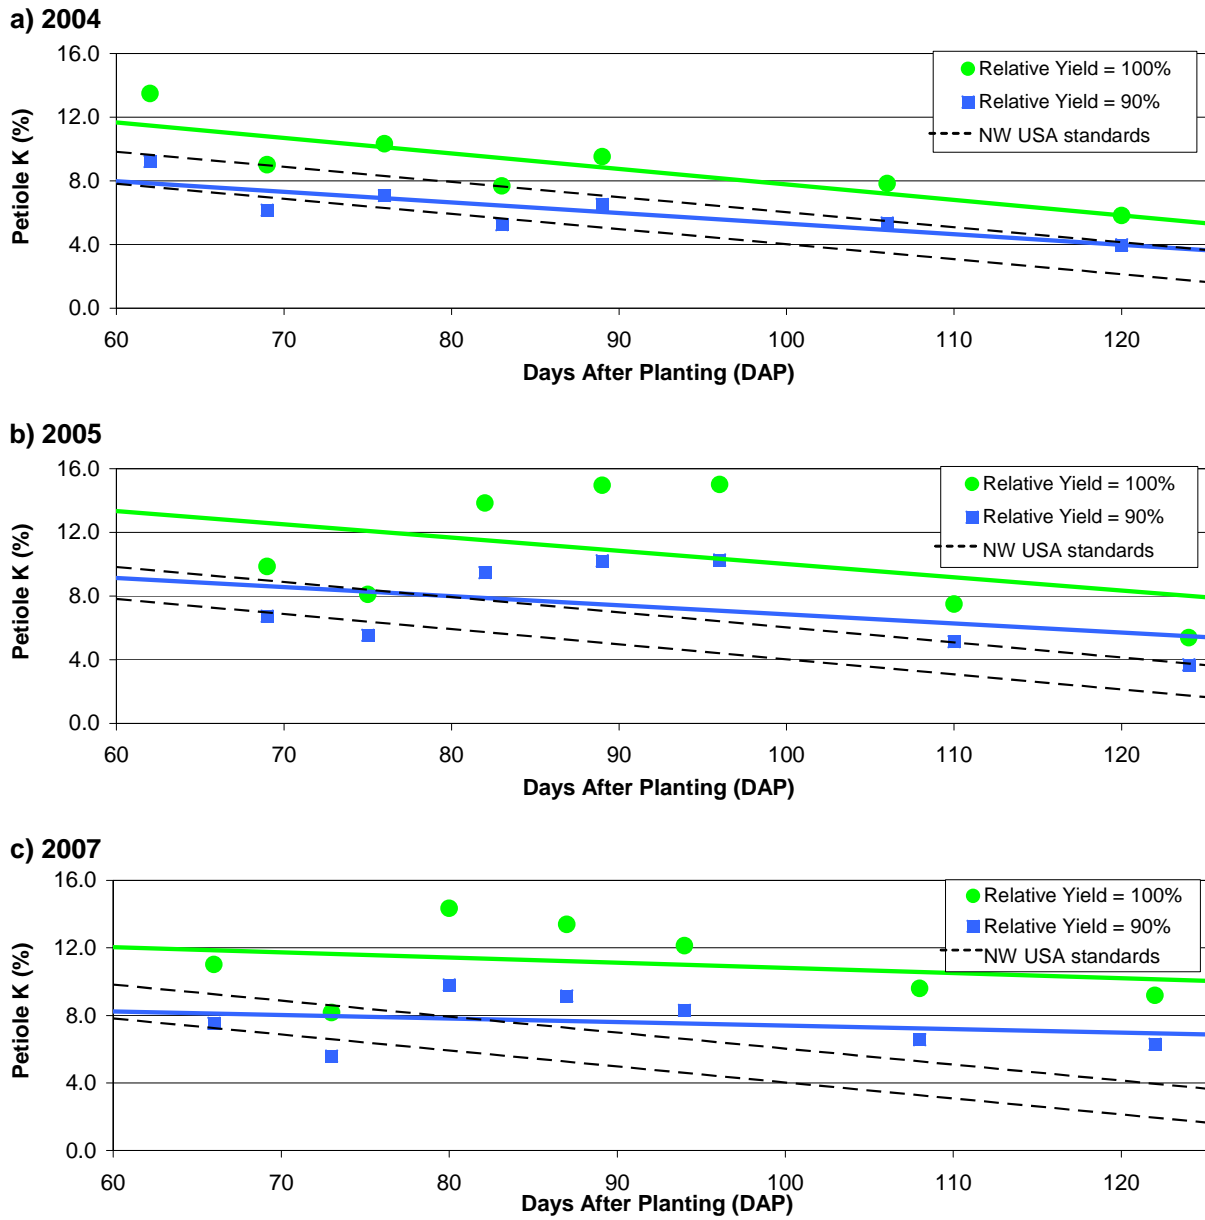 a) 2004
16.0
12.0
8.0
4.0
0.0
Petiole K (%)
Relative Yield = 100%
Relative Yield = 90%
NW USA standards
60 70 80 90 100 110 120
Days After Planting (DAP)
b) 2005
16.0
12.0
8.0
4.0
0.0
Petiole K (%)
Relative Yield = 100%
Relative Yield = 90%
NW USA standards
60 70 80 90 100 110 120
Days After Planting (DAP)
c) 2007
16.0
12.0
8.0
4.0
0.0
Petiole K (%)
Relative Yield = 100%
Relative Yield = 90%
NW USA standards
60 70 80 90 100 110 120
Days After Planting (DAP)